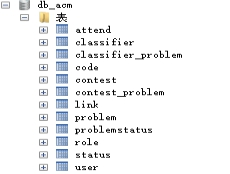 db_acm
表
attend
classifier
classifier_problem
code
contest
contest_problem
link
problem
problemstatus
role
status
user